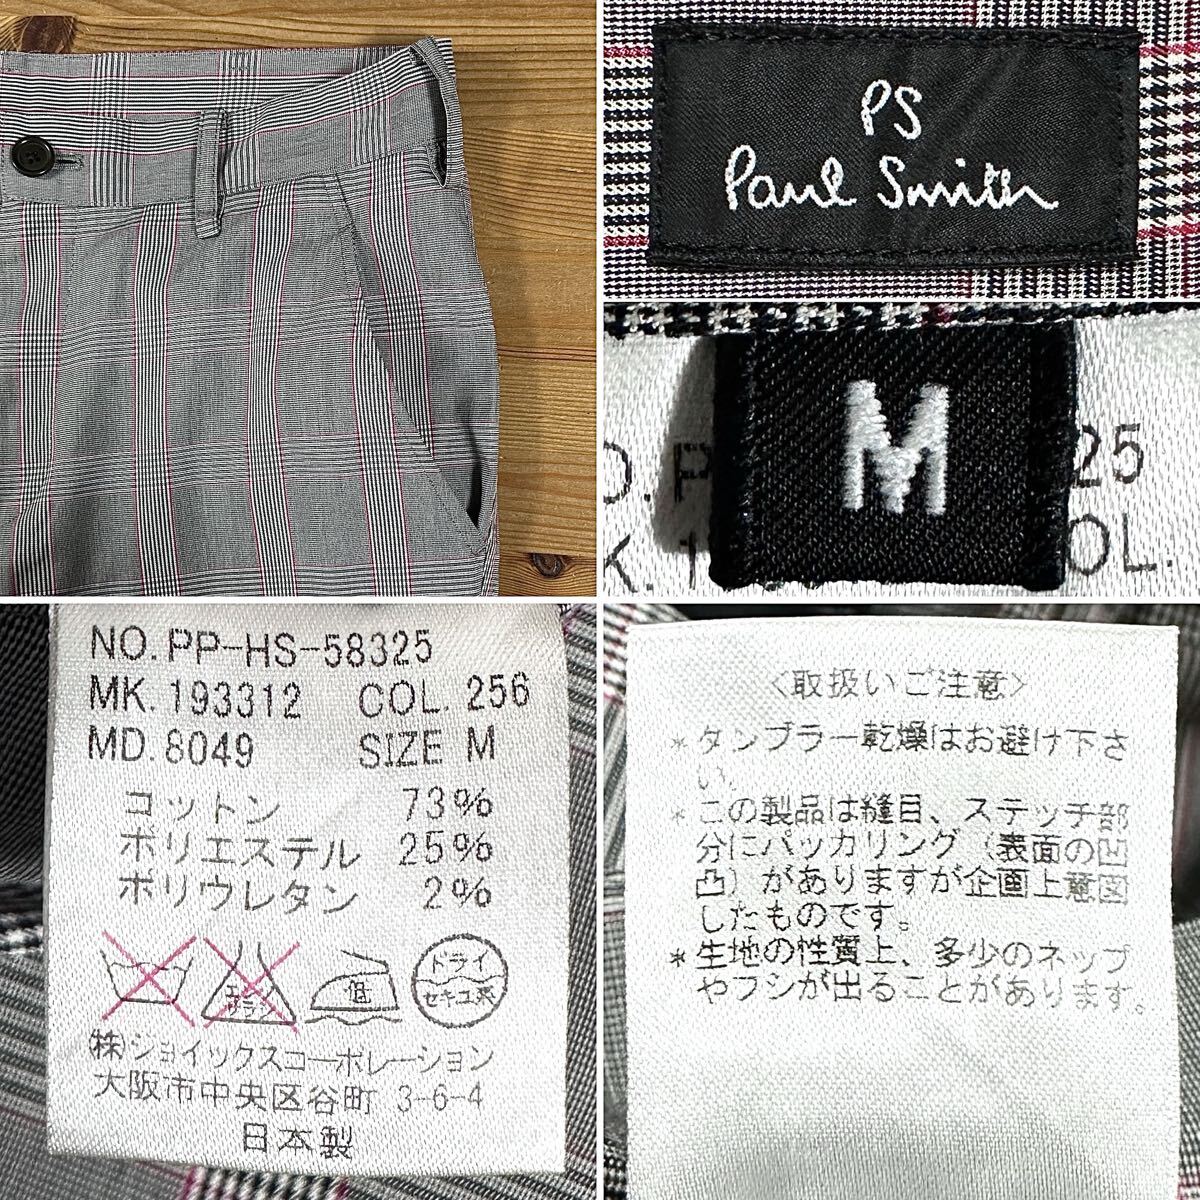 PS
Paul Smith
M
25
OL.
NO.PP-HS-58325
MK.193312 COL.256
MD.8049 SIZE M
コットン 73%
ポリエステル 25%
ポリウレタン 2%
エンソ
サラシ
低
ドライ
セキユ系
㈱ジョイックスコーポレーション
大阪市中央区谷町 3-6-4
日本製
〈取扱いご注意〉
*タンブラー乾燥はお避け下さ
い。
*この製品は縫目、ステッチ部
分にパッカリング（表面の凹
凸）がありますが企画上意図
したものです。
*生地の性質上、多少のネップ
やフシが出ることがあります。